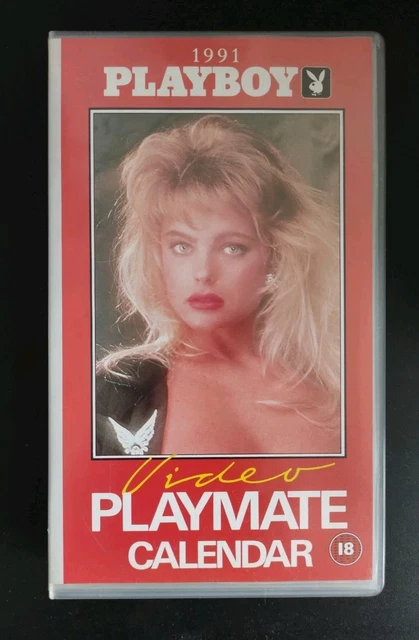 1991
PLAYBOY
Video
PLAYMATE
CALENDAR
18